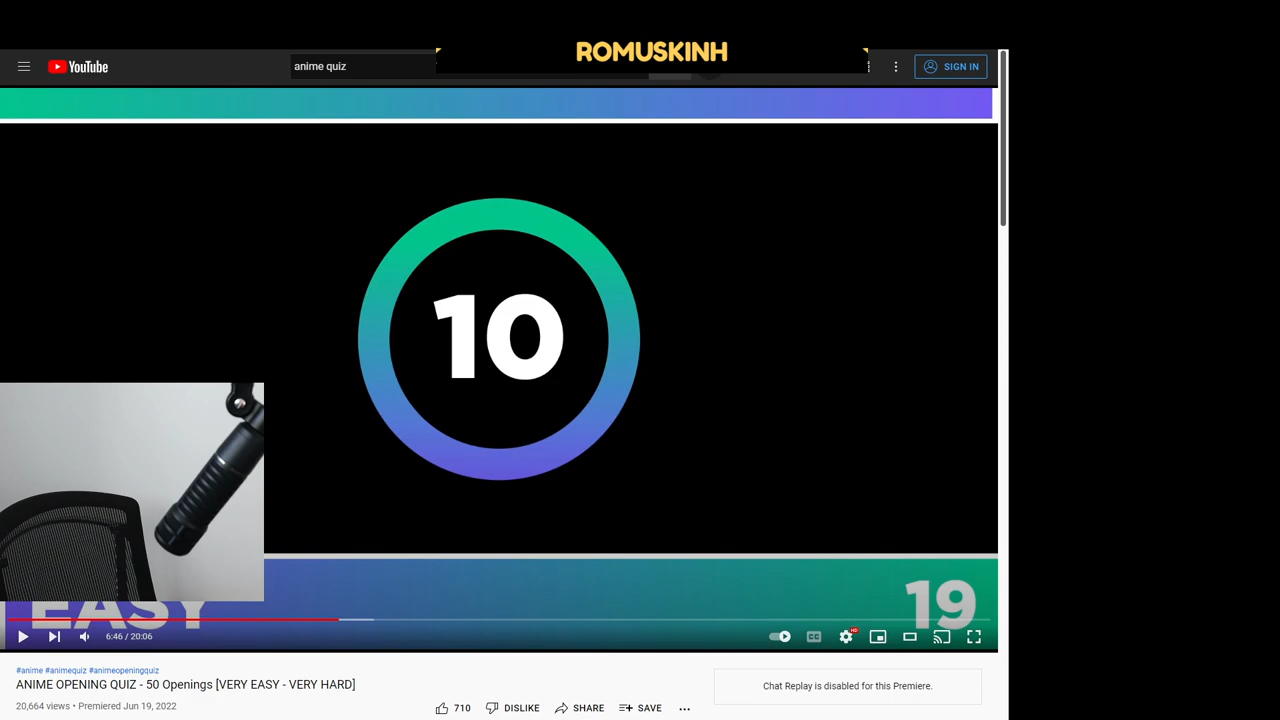 ROMUSKINH
YouTube
anime quiz
SIGN IN
10
EASY
19
6:46 / 20:06
CC
HD
#anime #animequiz #animeopeningquiz
ANIME OPENING QUIZ - 50 Openings [VERY EASY - VERY HARD]
20,664 views • Premiered Jun 19, 2022
710
DISLIKE
SHARE
SAVE
Chat Replay is disabled for this Premiere.